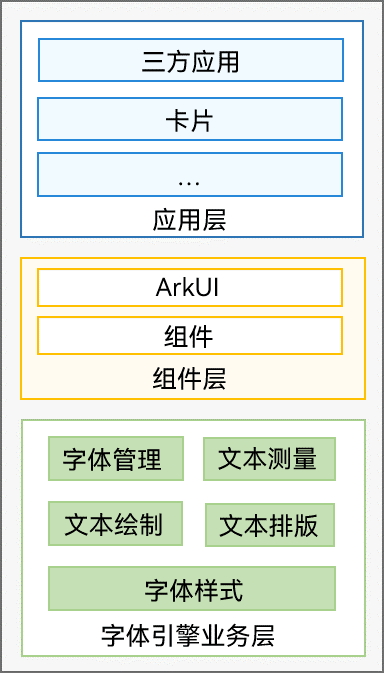 三方应用
卡片
...
应用层
ArkUI
组件
组件层
字体管理
文本测量
文本绘制
文本排版
字体样式
字体引擎业务层